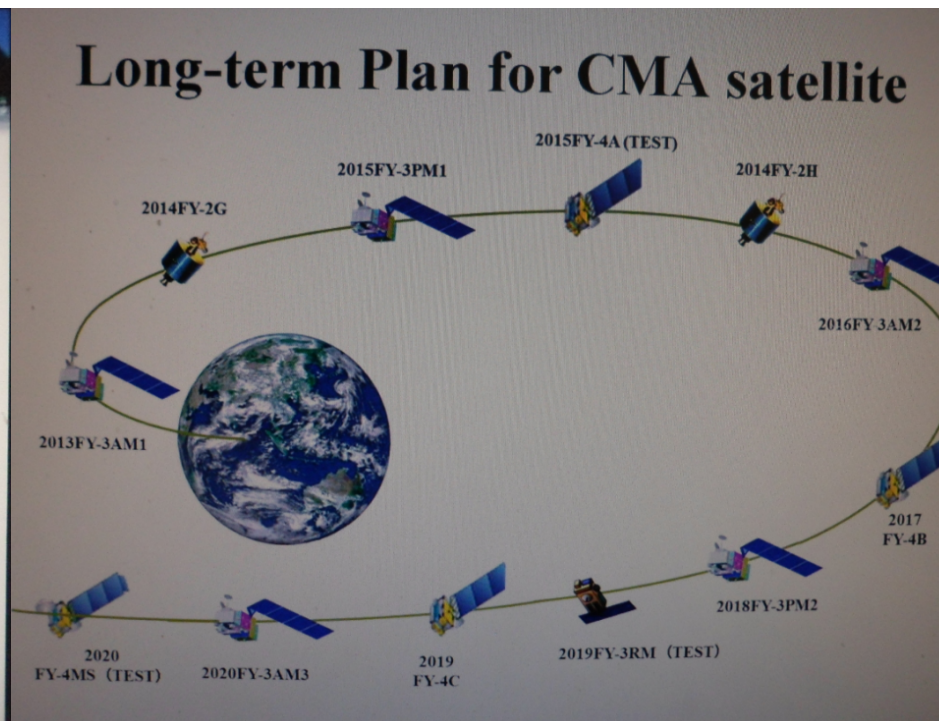 Long-term Plan for CMA satellite
2015FY-4A (TEST)
2015FY-3PM1
2014FY-2H
2014FY-2G
2016FY-3AM2
2013FY-3AM1
2017
FY-4B
2018FY-3PM2
2019FY-3RM（TEST）
2019
FY-4C
2020FY-3AM3
2020
FY-4MS（TEST）